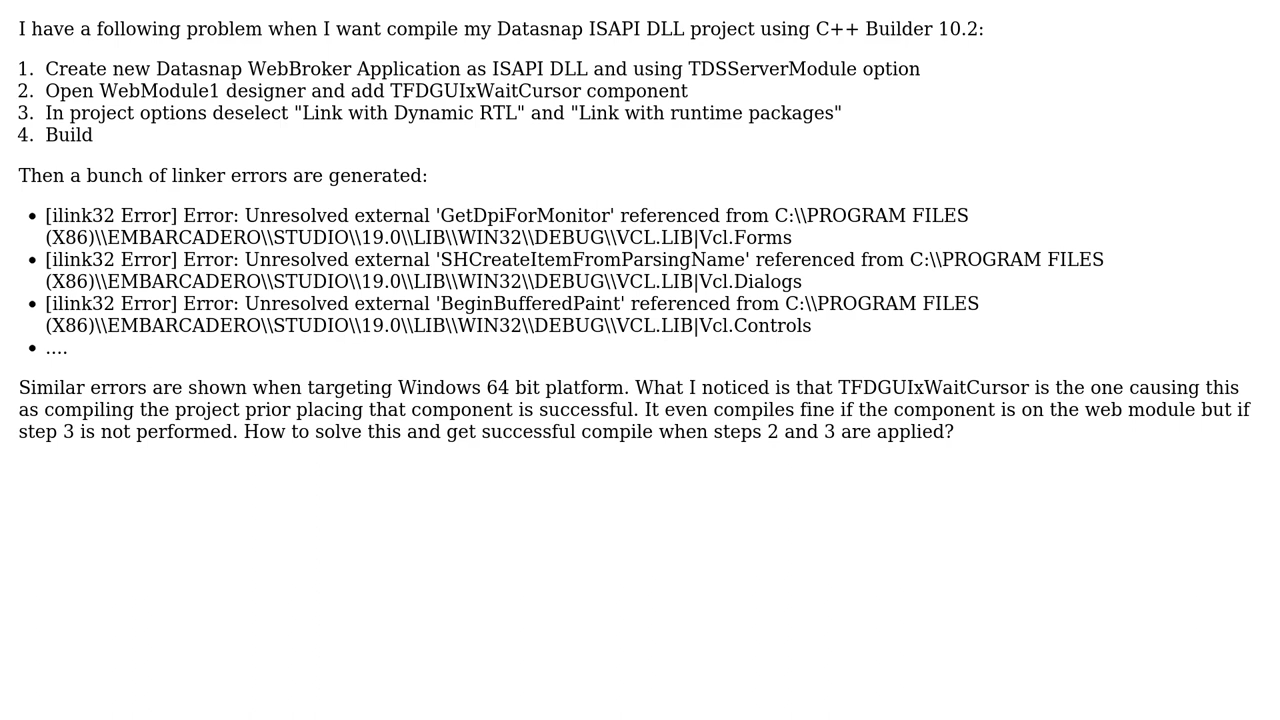 I have a following problem when I want compile my Datasnap ISAPI DLL project using C++ Builder 10.2:
1. Create new Datasnap WebBroker Application as ISAPI DLL and using TDSServerModule option
2. Open WebModule1 designer and add TFDGUIxWaitCursor component
3. In project options deselect "Link with Dynamic RTL" and "Link with runtime packages"
4. Build
Then a bunch of linker errors are generated:
• [ilink32 Error] Error: Unresolved external 'GetDpiForMonitor' referenced from C:\\PROGRAM FILES
(X86)\\EMBARCADERO\\STUDIO\\19.0\\LIB\\WIN32\\DEBUG\\VCL.LIB|Vcl.Forms
• [ilink32 Error] Error: Unresolved external 'SHCreateItemFromParsingName' referenced from C:\\PROGRAM FILES
(X86)\\EMBARCADERO\\STUDIO\\19.0\\LIB\\WIN32\\DEBUG\\VCL.LIB|Vcl.Dialogs
• [ilink32 Error] Error: Unresolved external 'BeginBufferedPaint' referenced from C:\\PROGRAM FILES
(X86)\\EMBARCADERO\\STUDIO\\19.0\\LIB\\WIN32\\DEBUG\\VCL.LIB|Vcl.Controls
• ....
Similar errors are shown when targeting Windows 64 bit platform. What I noticed is that TFDGUIxWaitCursor is the one causing this
as compiling the project prior placing that component is successful. It even compiles fine if the component is on the web module but if
step 3 is not performed. How to solve this and get successful compile when steps 2 and 3 are applied?